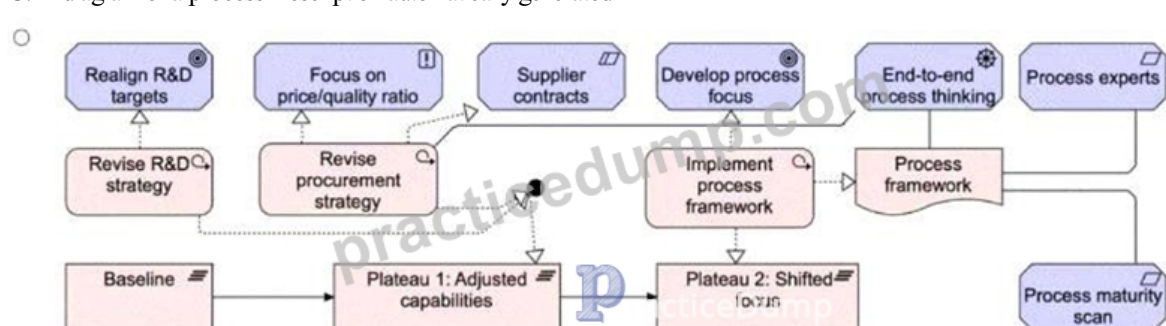 Realign R&D
targets
Focus on
price/quality ratio
Supplier
contracts
Develop process
focus
End-to-end
process thinking
Process experts
Revise R&D
strategy
Revise
procurement
strategy
Implement
process
framework
Process
framework
Baseline
Plateau 1: Adjusted
capabilities
Plateau 2: Shifted
focus
Process maturity
scan
practicedump.com
PracticeDump